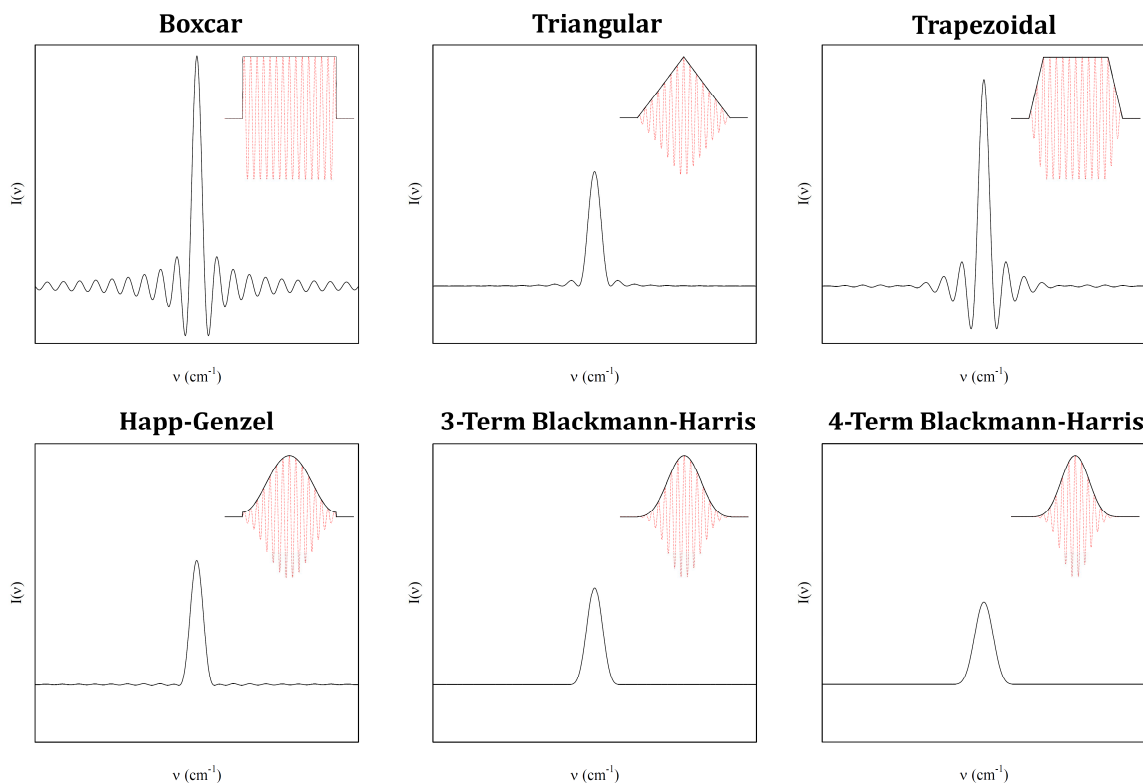 Boxcar
Triangular
Trapezoidal
I(ν)
I(ν)
I(ν)
ν (cm⁻¹)
ν (cm⁻¹)
ν (cm⁻¹)
Happ-Genzel
3-Term Blackmann-Harris
4-Term Blackmann-Harris
I(ν)
I(ν)
I(ν)
ν (cm⁻¹)
ν (cm⁻¹)
ν (cm⁻¹)